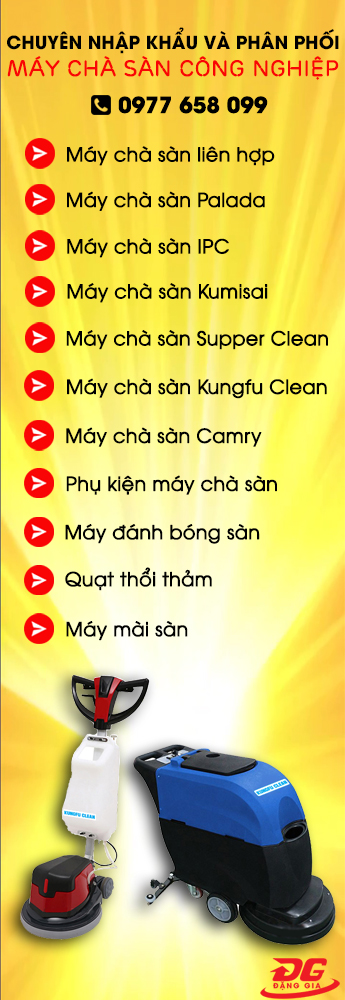 CHUYÊN NHẬP KHẨU VÀ PHÂN PHỐI
MÁY CHÀ SÀN CÔNG NGHIỆP
0977 658 099
Máy chà sàn liên hợp
Máy chà sàn Palada
Máy chà sàn IPC
Máy chà sàn Kumisai
Máy chà sàn Supper Clean
Máy chà sàn Kungfu Clean
Máy chà sàn Camry
Phụ kiện máy chà sàn
Máy đánh bóng sàn
Quạt thổi thảm
Máy mài sàn
KUNGFU CLEAN
KUNGFU CLEAN
ĐG
ĐẶNG GIA